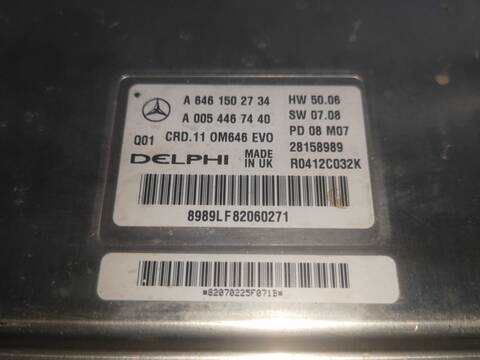 A 646 150 27 34 HW 50.06
A 005 446 74 40 SW 07.08
Q01 CRD.11 OM646 EVO PD 08 M07
28158989
DELPHI MADE IN UK R0412C032K
8989LF82060271
*82070225F071B*